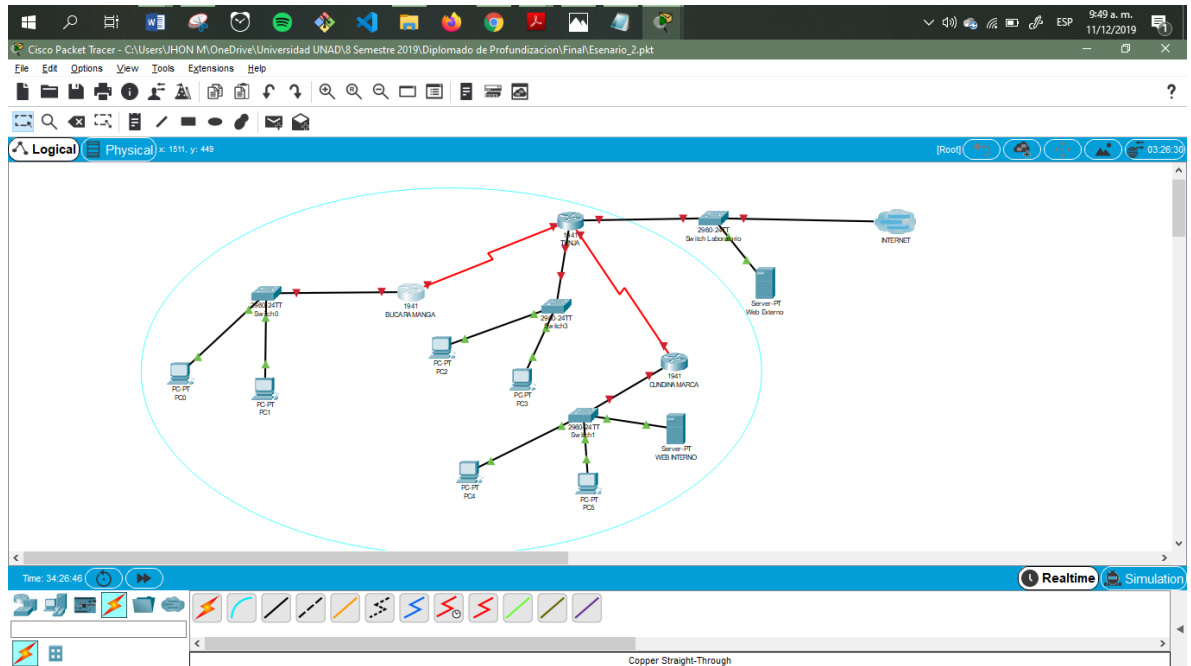 ESP
9:49 a. m.
11/12/2019
Cisco Packet Tracer - C:\Users\JHON M\OneDrive\Universidad UNAD\8 Semestre 2019\Diplomado de Profundizacion\Final\Esenario_2.pkt
File Edit Options View Tools Extensions Help
Logical Physical x: 1511, y: 449 [Root] 03:26:30
1941
TUNJA
2960-24TT
Switch Laboratorio
INTERNET
2960-24TT
Switch0
1941
BUCARAMANGA
2960-24TT
Switch3
Server-PT
Web Externo
PC-PT
PC2
1941
CUNDINAMARCA
PC-PT
PC0
PC-PT
PC1
PC-PT
PC3
2960-24TT
Switch1
Server-PT
WEB INTERNO
PC-PT
PC4
PC-PT
PC5
Time: 34:26:46 Realtime Simulation
Copper Straight-Through